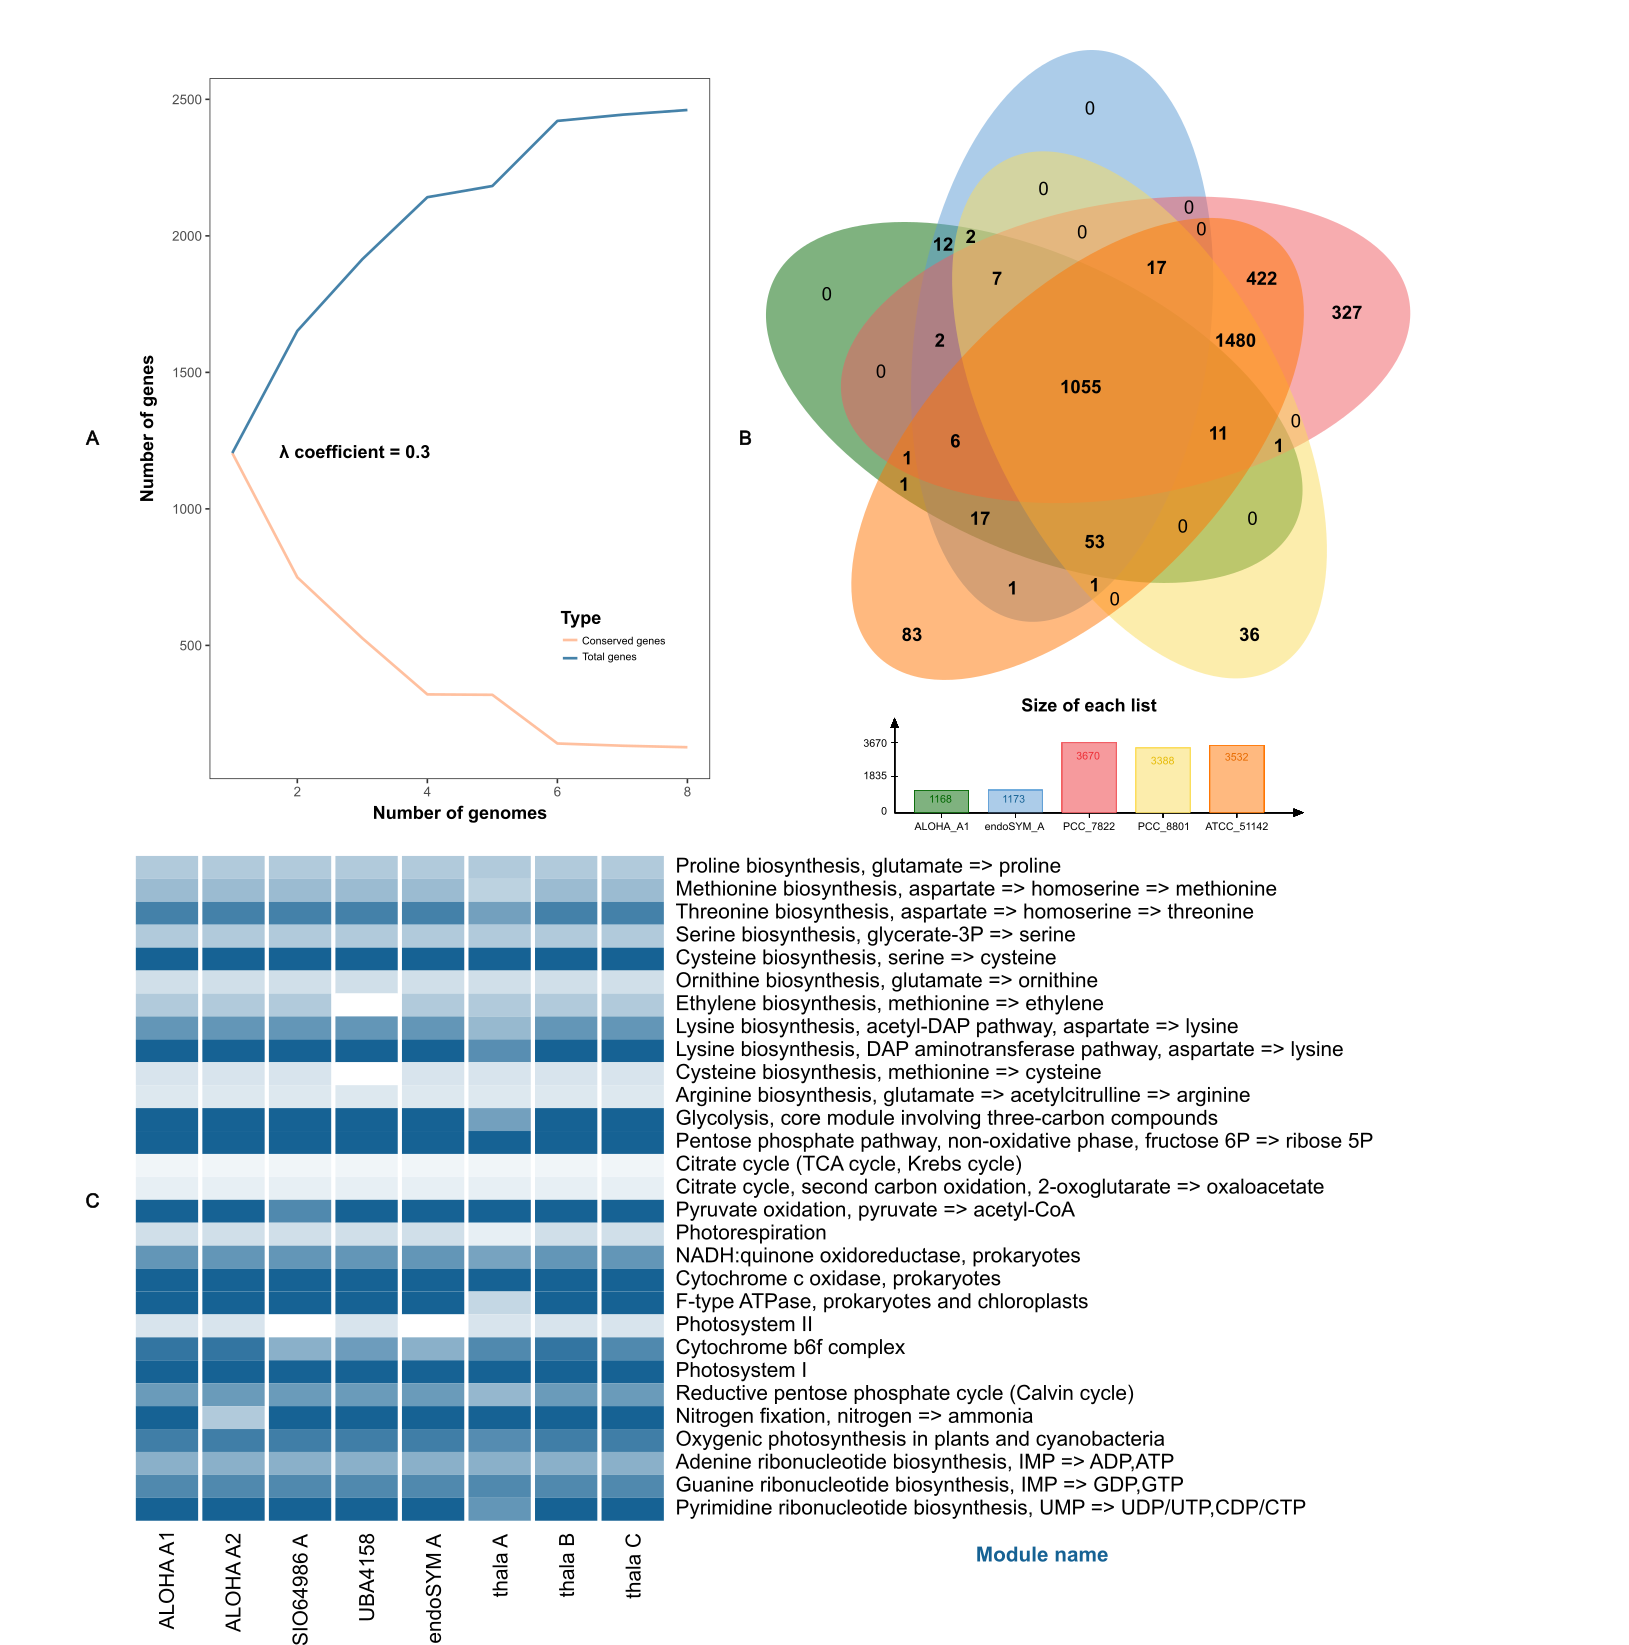 A
2500
2000
1500
1000
500
Number of genes
λ coefficient = 0.3
Type
Conserved genes
Total genes
2
4
6
8
Number of genomes
B
0
0
0
0
0
12
2
7
17
422
327
0
2
1480
0
1055
0
11
1
6
1
1
17
0
0
53
1
1
0
83
36
Size of each list
3670
1835
0
1168
1173
3670
3388
3532
ALOHA_A1
endoSYM_A
PCC_7822
PCC_8801
ATCC_51142
C
Proline biosynthesis, glutamate => proline
Methionine biosynthesis, aspartate => homoserine => methionine
Threonine biosynthesis, aspartate => homoserine => threonine
Serine biosynthesis, glycerate-3P => serine
Cysteine biosynthesis, serine => cysteine
Ornithine biosynthesis, glutamate => ornithine
Ethylene biosynthesis, methionine => ethylene
Lysine biosynthesis, acetyl-DAP pathway, aspartate => lysine
Lysine biosynthesis, DAP aminotransferase pathway, aspartate => lysine
Cysteine biosynthesis, methionine => cysteine
Arginine biosynthesis, glutamate => acetylcitrulline => arginine
Glycolysis, core module involving three-carbon compounds
Pentose phosphate pathway, non-oxidative phase, fructose 6P => ribose 5P
Citrate cycle (TCA cycle, Krebs cycle)
Citrate cycle, second carbon oxidation, 2-oxoglutarate => oxaloacetate
Pyruvate oxidation, pyruvate => acetyl-CoA
Photorespiration
NADH:quinone oxidoreductase, prokaryotes
Cytochrome c oxidase, prokaryotes
F-type ATPase, prokaryotes and chloroplasts
Photosystem II
Cytochrome b6f complex
Photosystem I
Reductive pentose phosphate cycle (Calvin cycle)
Nitrogen fixation, nitrogen => ammonia
Oxygenic photosynthesis in plants and cyanobacteria
Adenine ribonucleotide biosynthesis, IMP => ADP,ATP
Guanine ribonucleotide biosynthesis, IMP => GDP,GTP
Pyrimidine ribonucleotide biosynthesis, UMP => UDP/UTP,CDP/CTP
ALOHA A1
ALOHA A2
SIO64986 A
UBA4158
endoSYM A
thala A
thala B
thala C
Module name